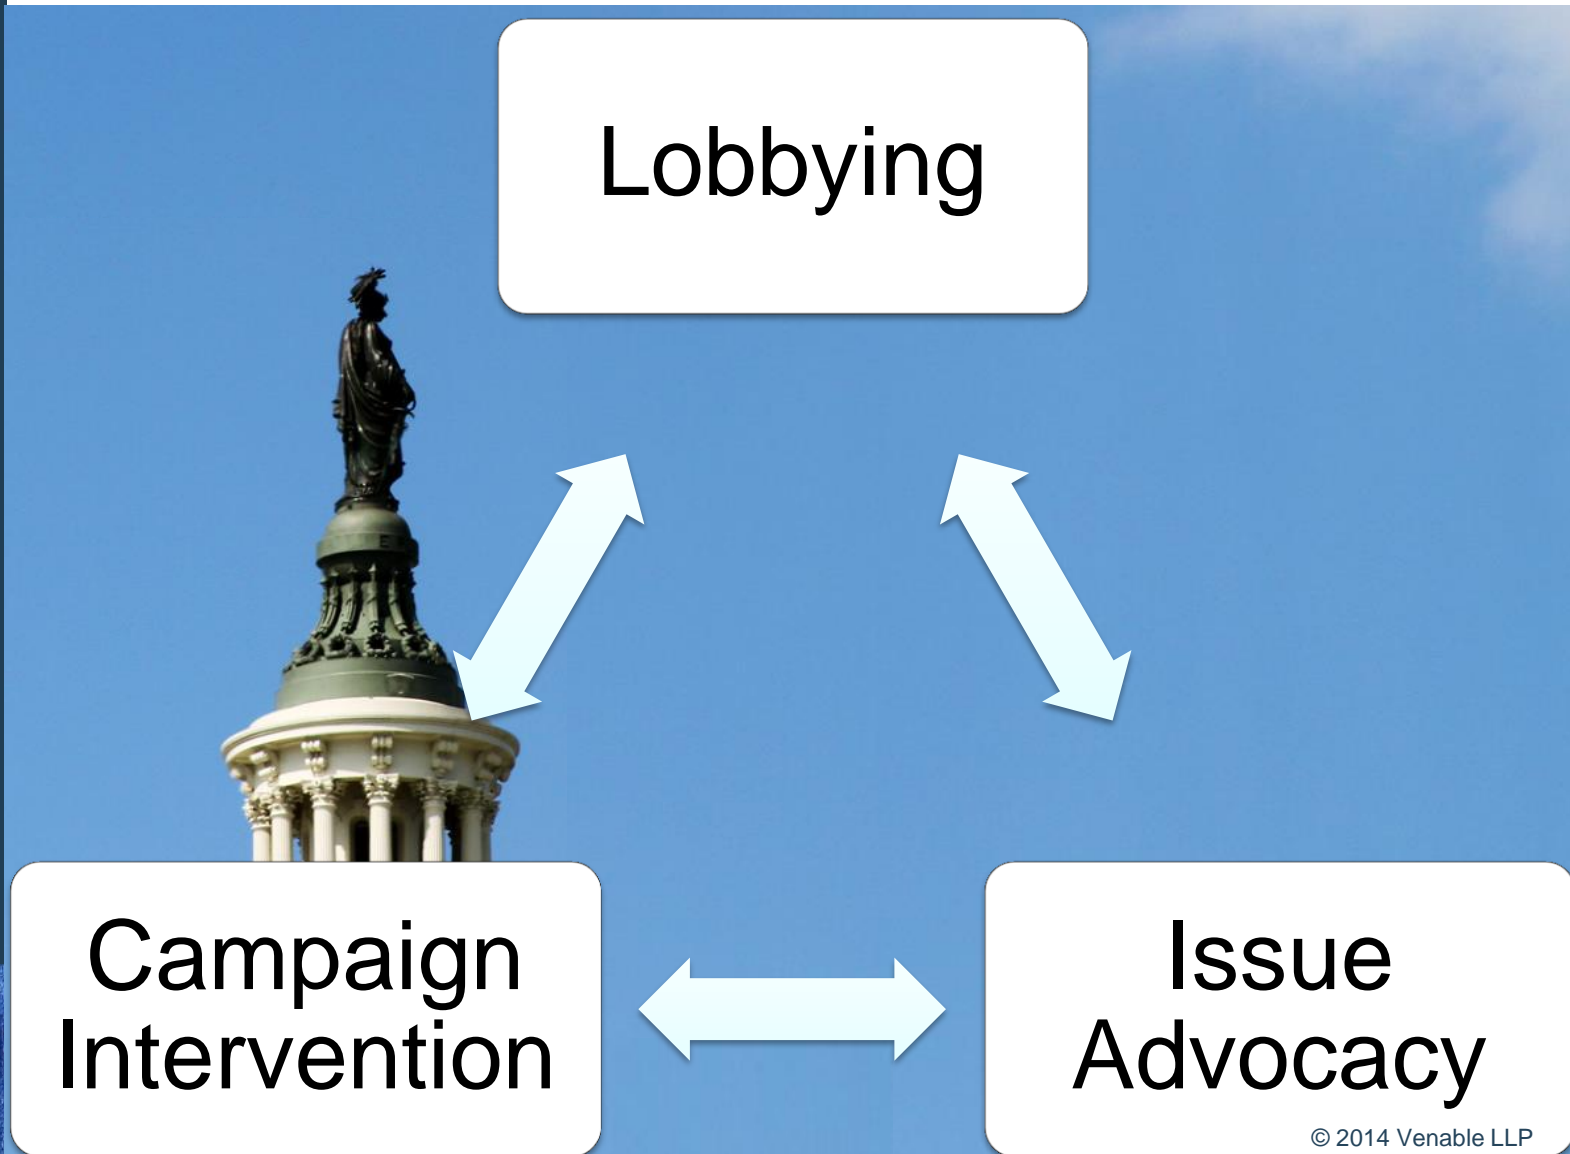 Lobbying
Campaign
Intervention
Issue
Advocacy
© 2014 Venable LLP